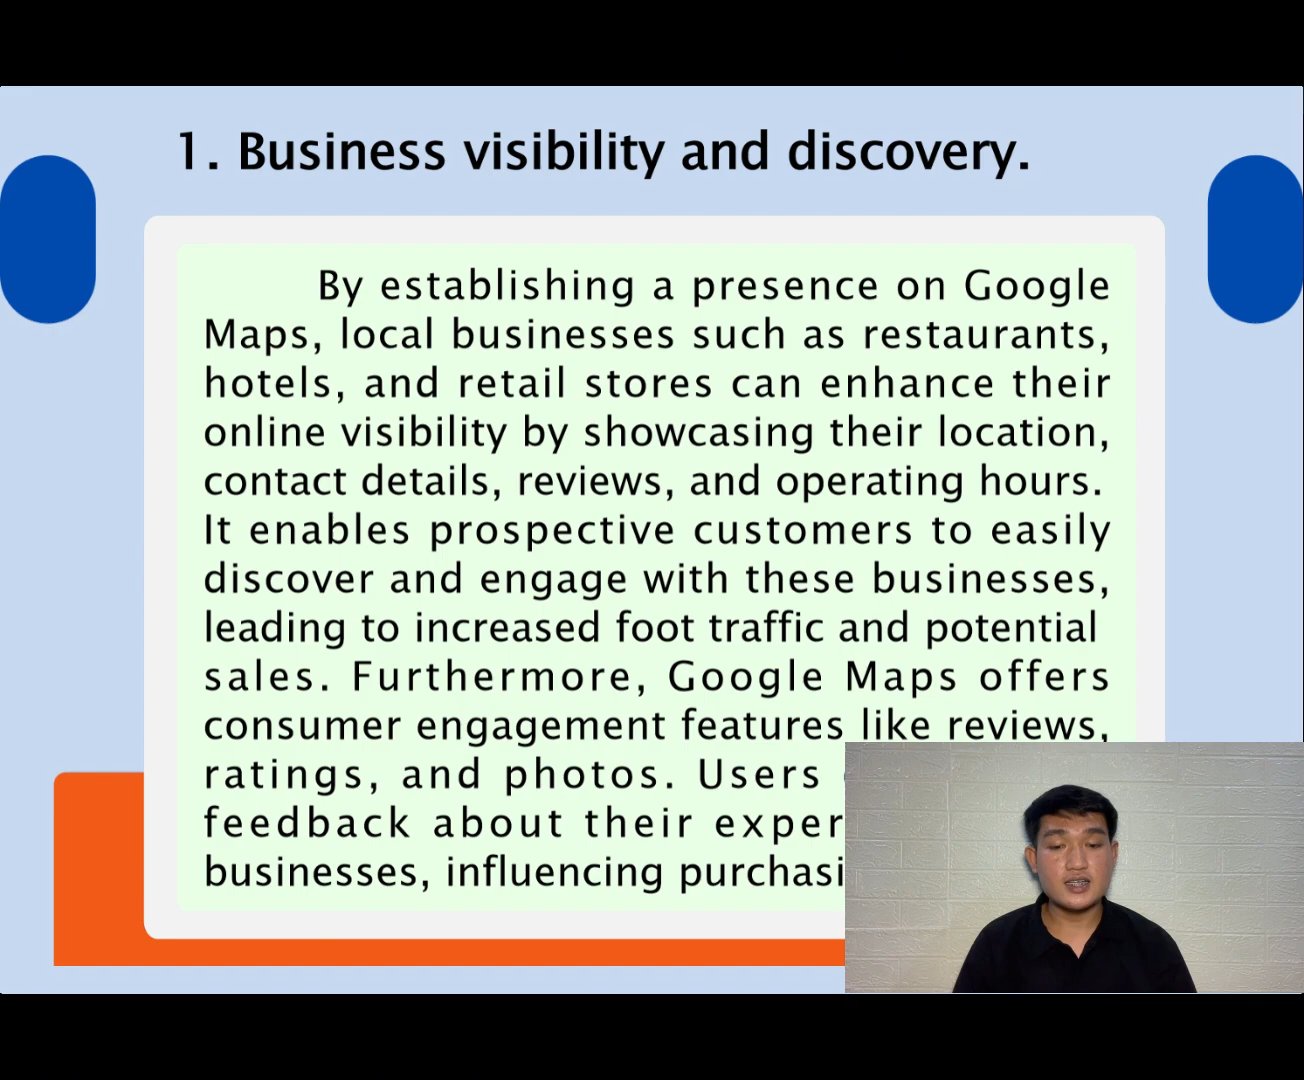 1. Business visibility and discovery.
By establishing a presence on Google
Maps, local businesses such as restaurants,
hotels, and retail stores can enhance their
online visibility by showcasing their location,
contact details, reviews, and operating hours.
It enables prospective customers to easily
discover and engage with these businesses,
leading to increased foot traffic and potential
sales. Furthermore, Google Maps offers
consumer engagement features like reviews,
ratings, and photos. Users
feedback about their
businesses, influencing